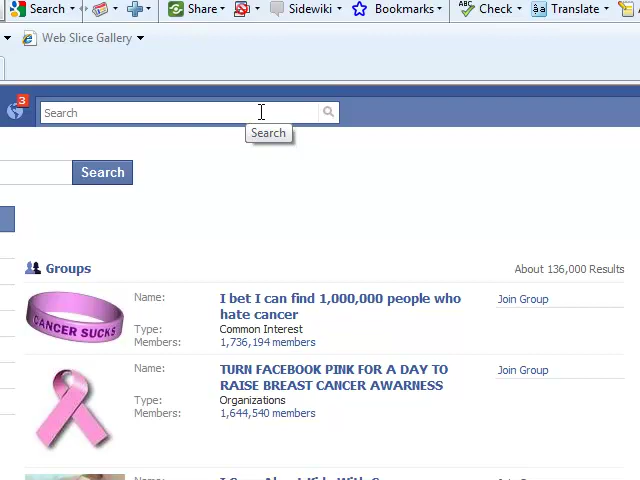 Search Share Sidewiki Bookmarks Check Translate
Web Slice Gallery
3
Search
Search
Search
Groups About 136,000 Results
CANCER SUCKS
Name: I bet I can find 1,000,000 people who Join Group
hate cancer
Type: Common Interest
Members: 1,736,194 members
Name: TURN FACEBOOK PINK FOR A DAY TO Join Group
RAISE BREAST CANCER AWARNESS
Type: Organizations
Members: 1,644,540 members
Name: